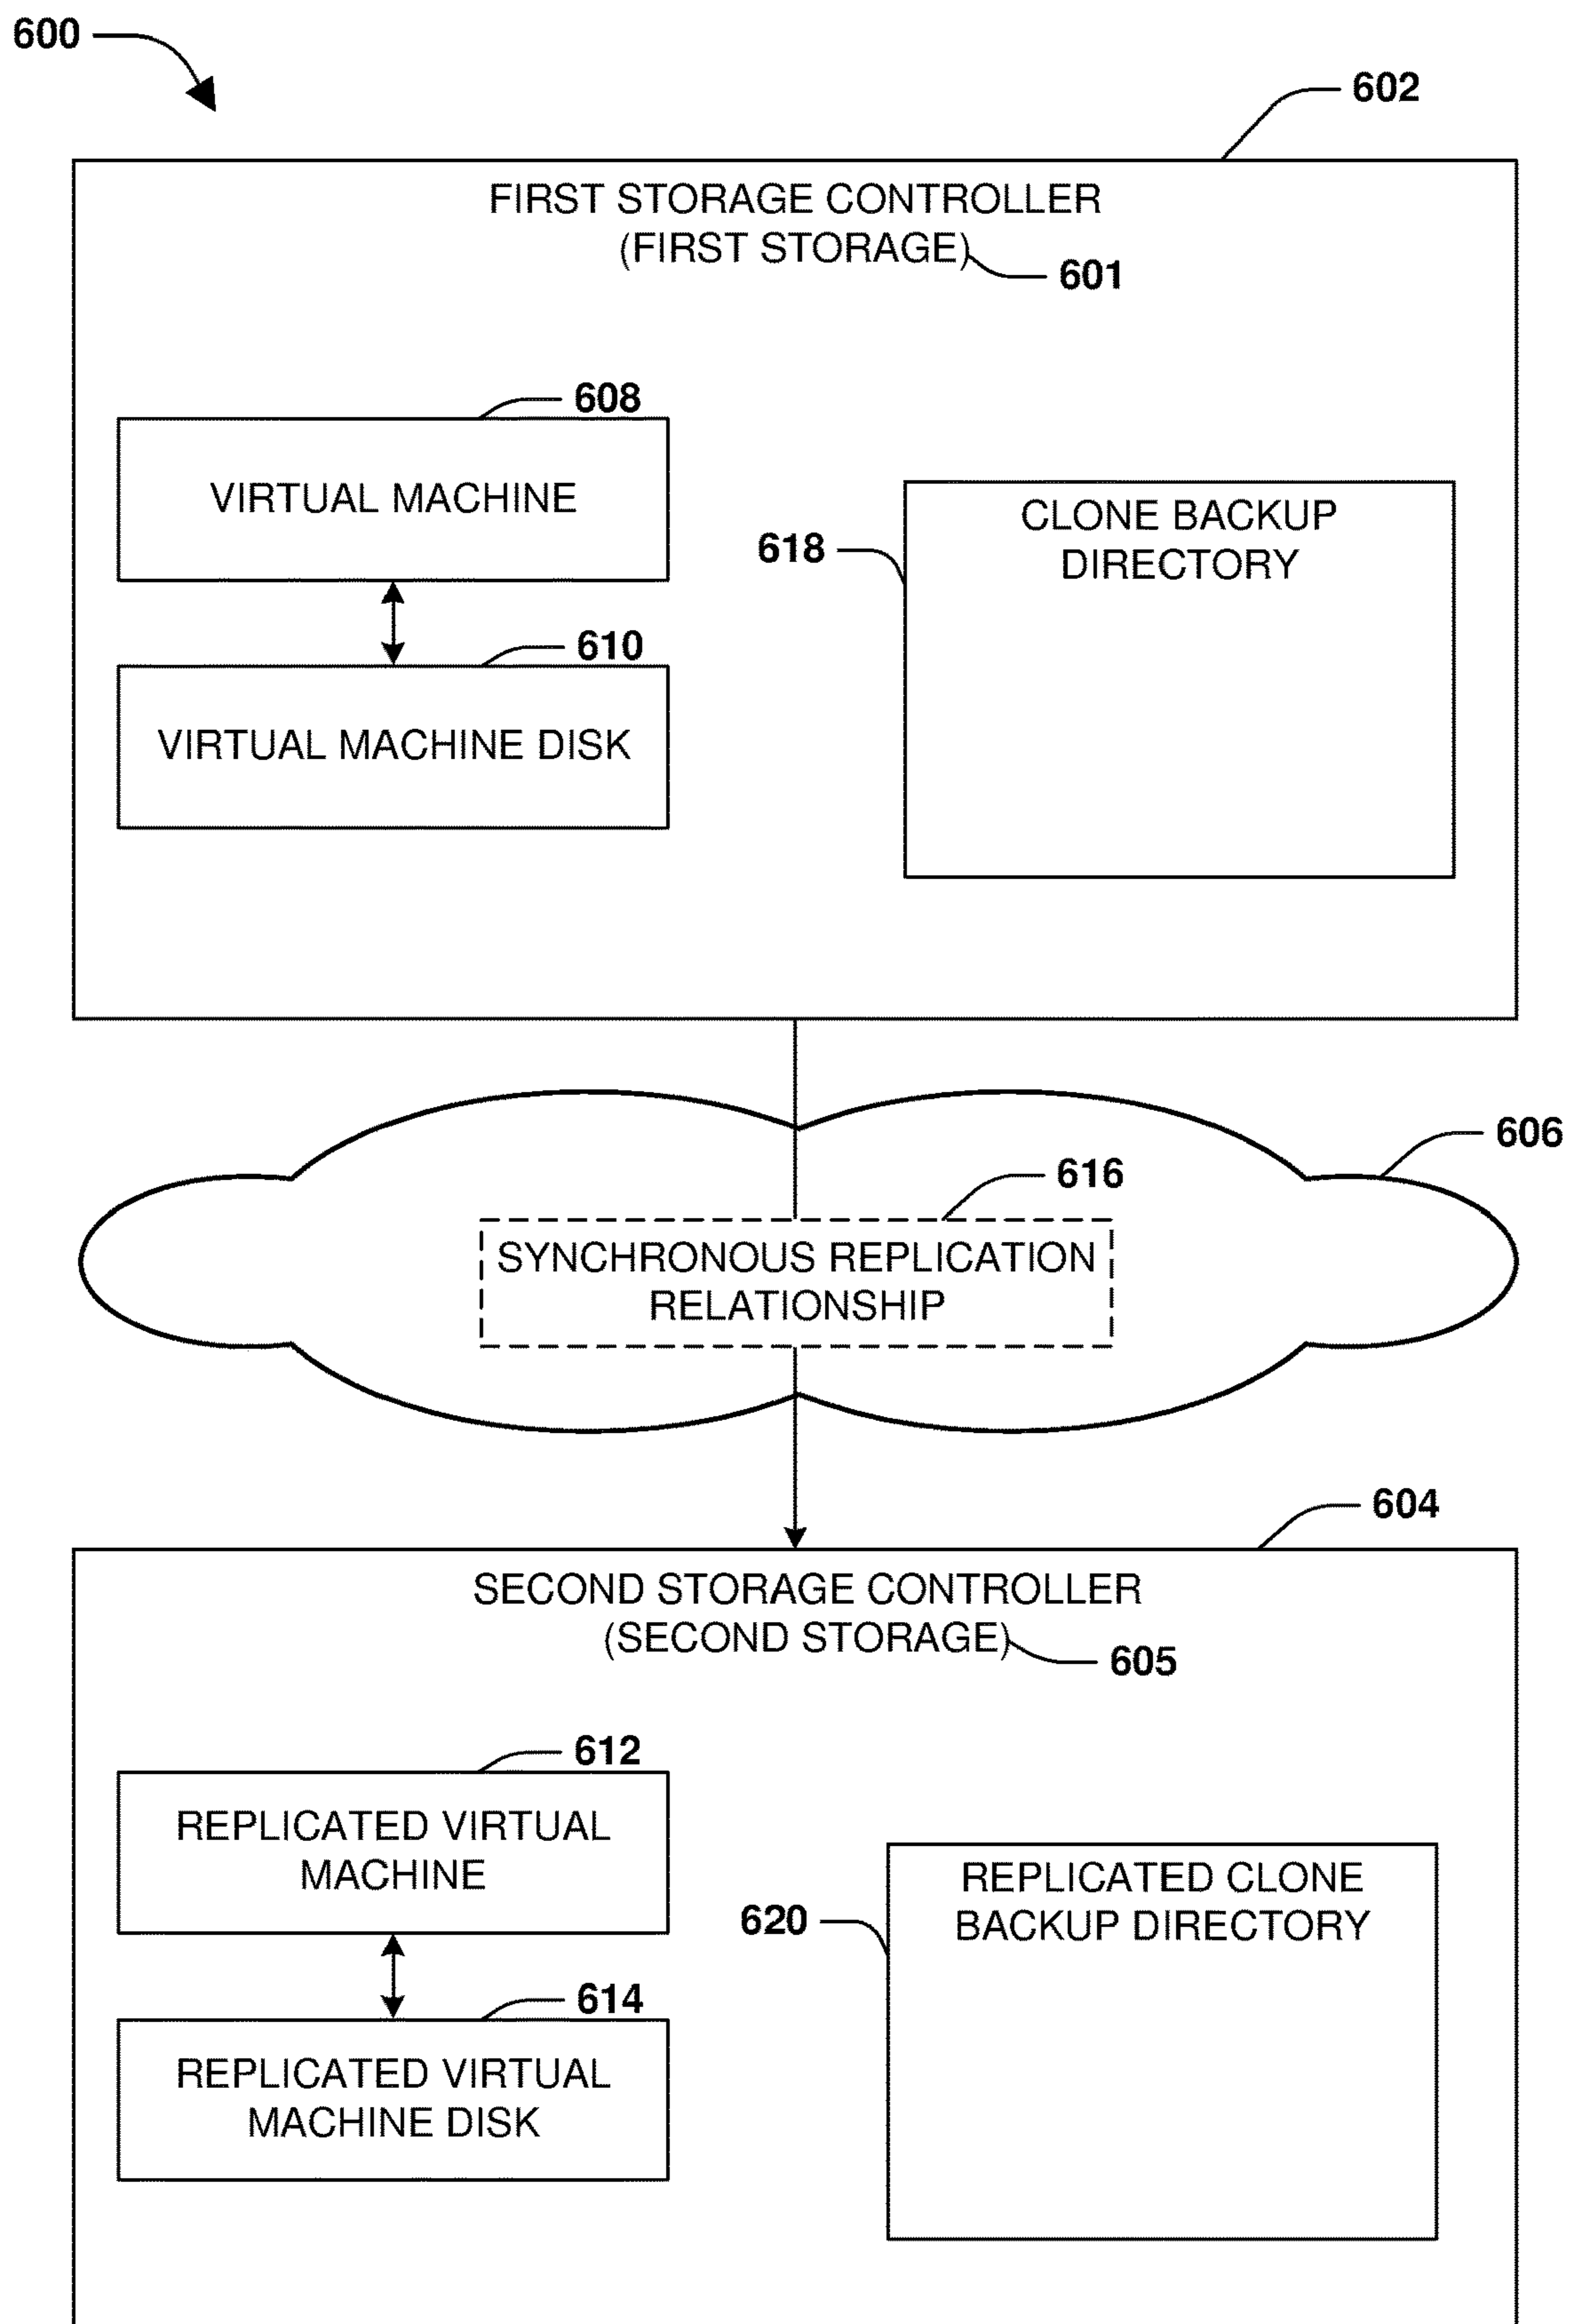 600
602
FIRST STORAGE CONTROLLER
(FIRST STORAGE)
601
608
VIRTUAL MACHINE
610
VIRTUAL MACHINE DISK
618
CLONE BACKUP
DIRECTORY
606
616
SYNCHRONOUS REPLICATION
RELATIONSHIP
604
SECOND STORAGE CONTROLLER
(SECOND STORAGE)
605
612
REPLICATED VIRTUAL
MACHINE
614
REPLICATED VIRTUAL
MACHINE DISK
620
REPLICATED CLONE
BACKUP DIRECTORY